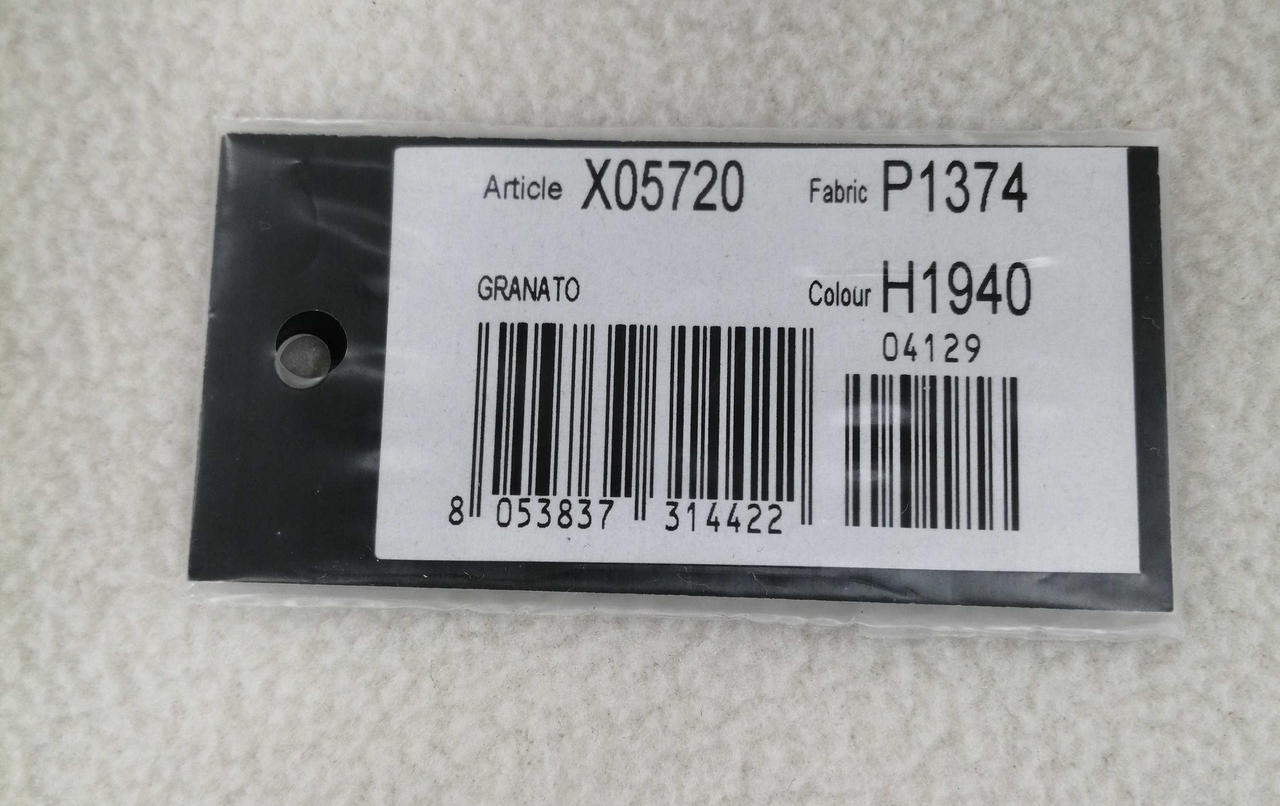 Article X05720 Fabric P1374
GRANATO Colour H1940
04129
8 053837 314422